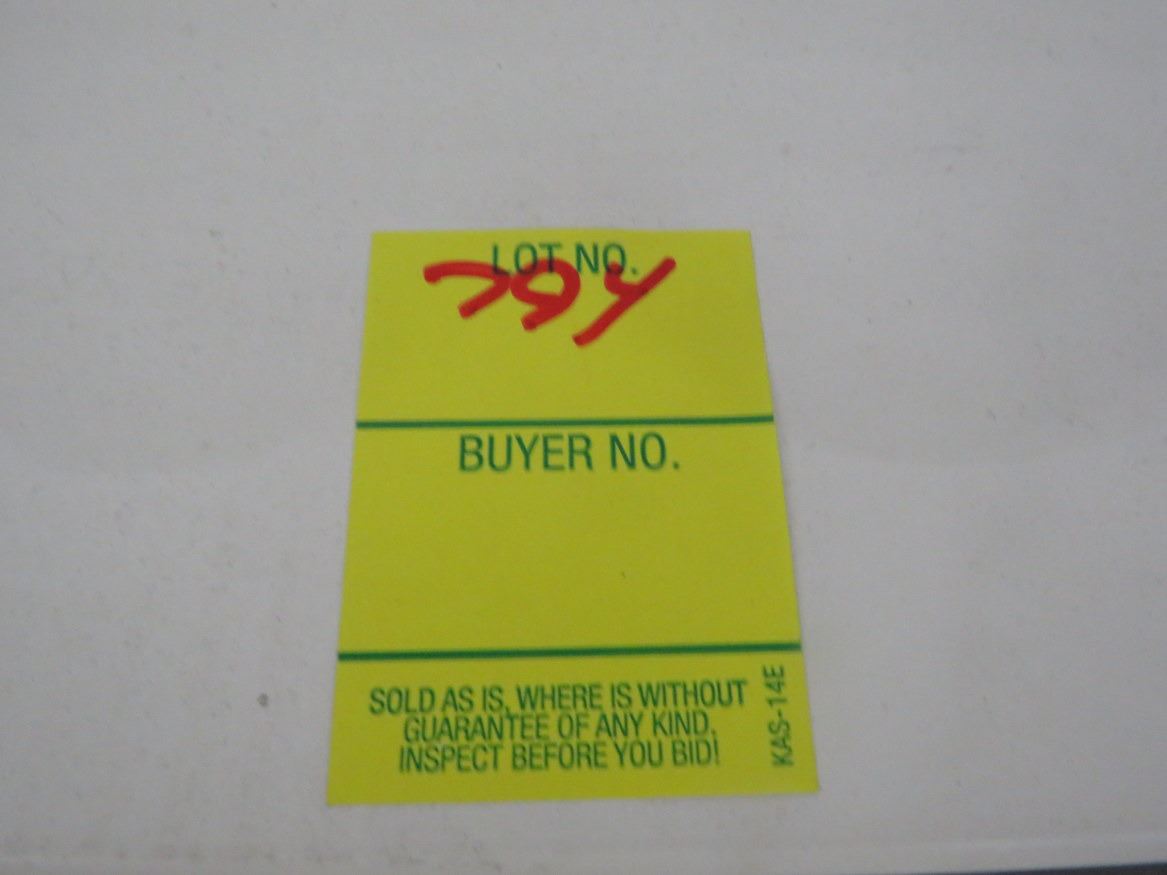 LOT NO.
794
BUYER NO.
SOLD AS IS, WHERE IS WITHOUT
GUARANTEE OF ANY KIND.
INSPECT BEFORE YOU BID!
KAS-14E